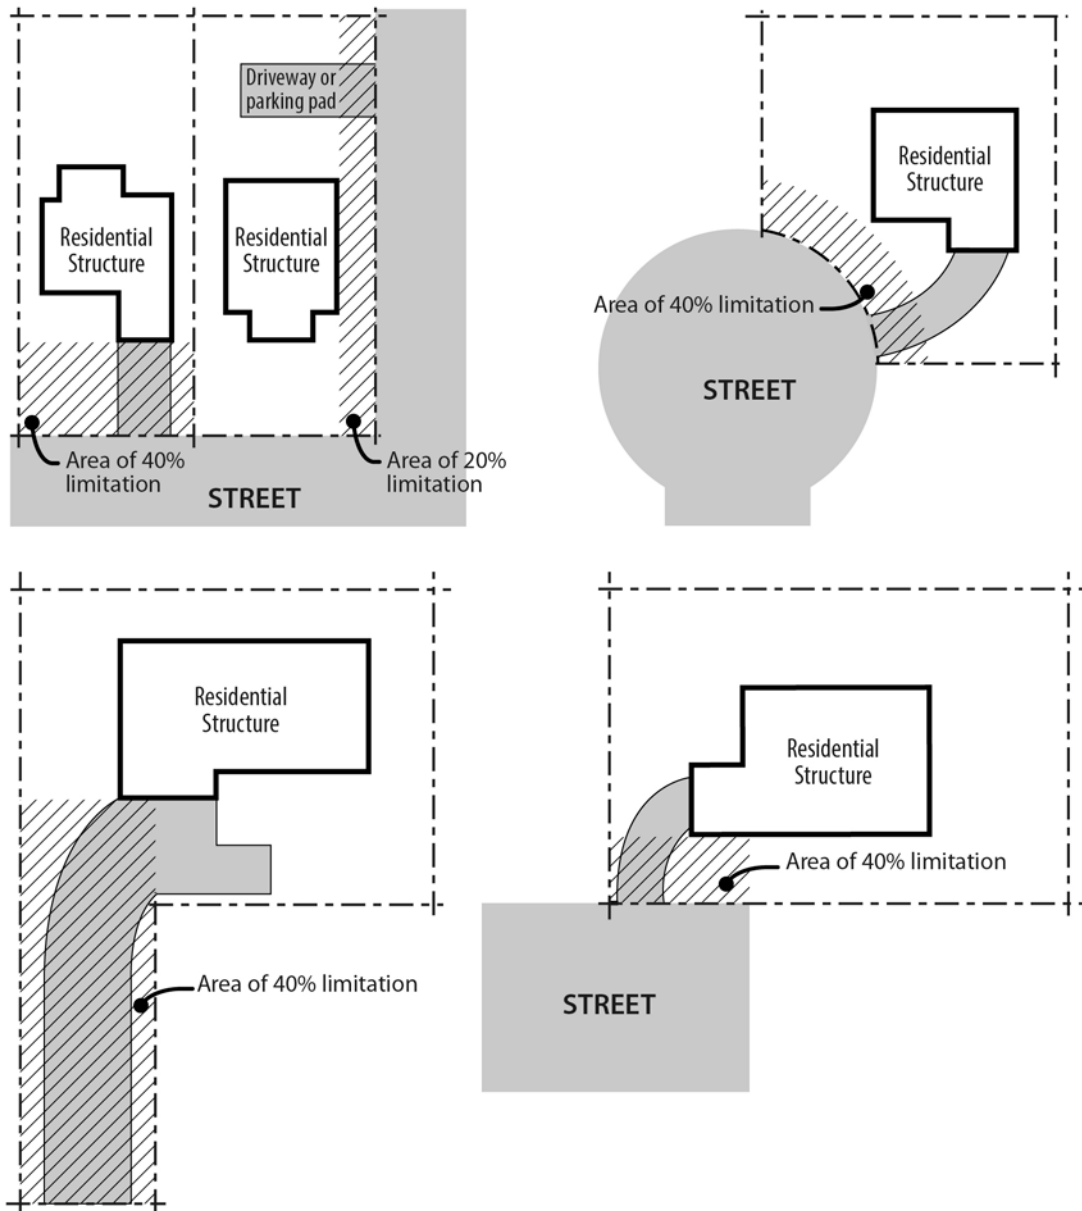 Driveway or
parking pad
Residential
Structure
Residential
Structure
Area of 40%
limitation
Area of 20%
limitation
STREET
Residential
Structure
Area of 40% limitation
STREET
Residential
Structure
Area of 40% limitation
Residential
Structure
Area of 40% limitation
STREET